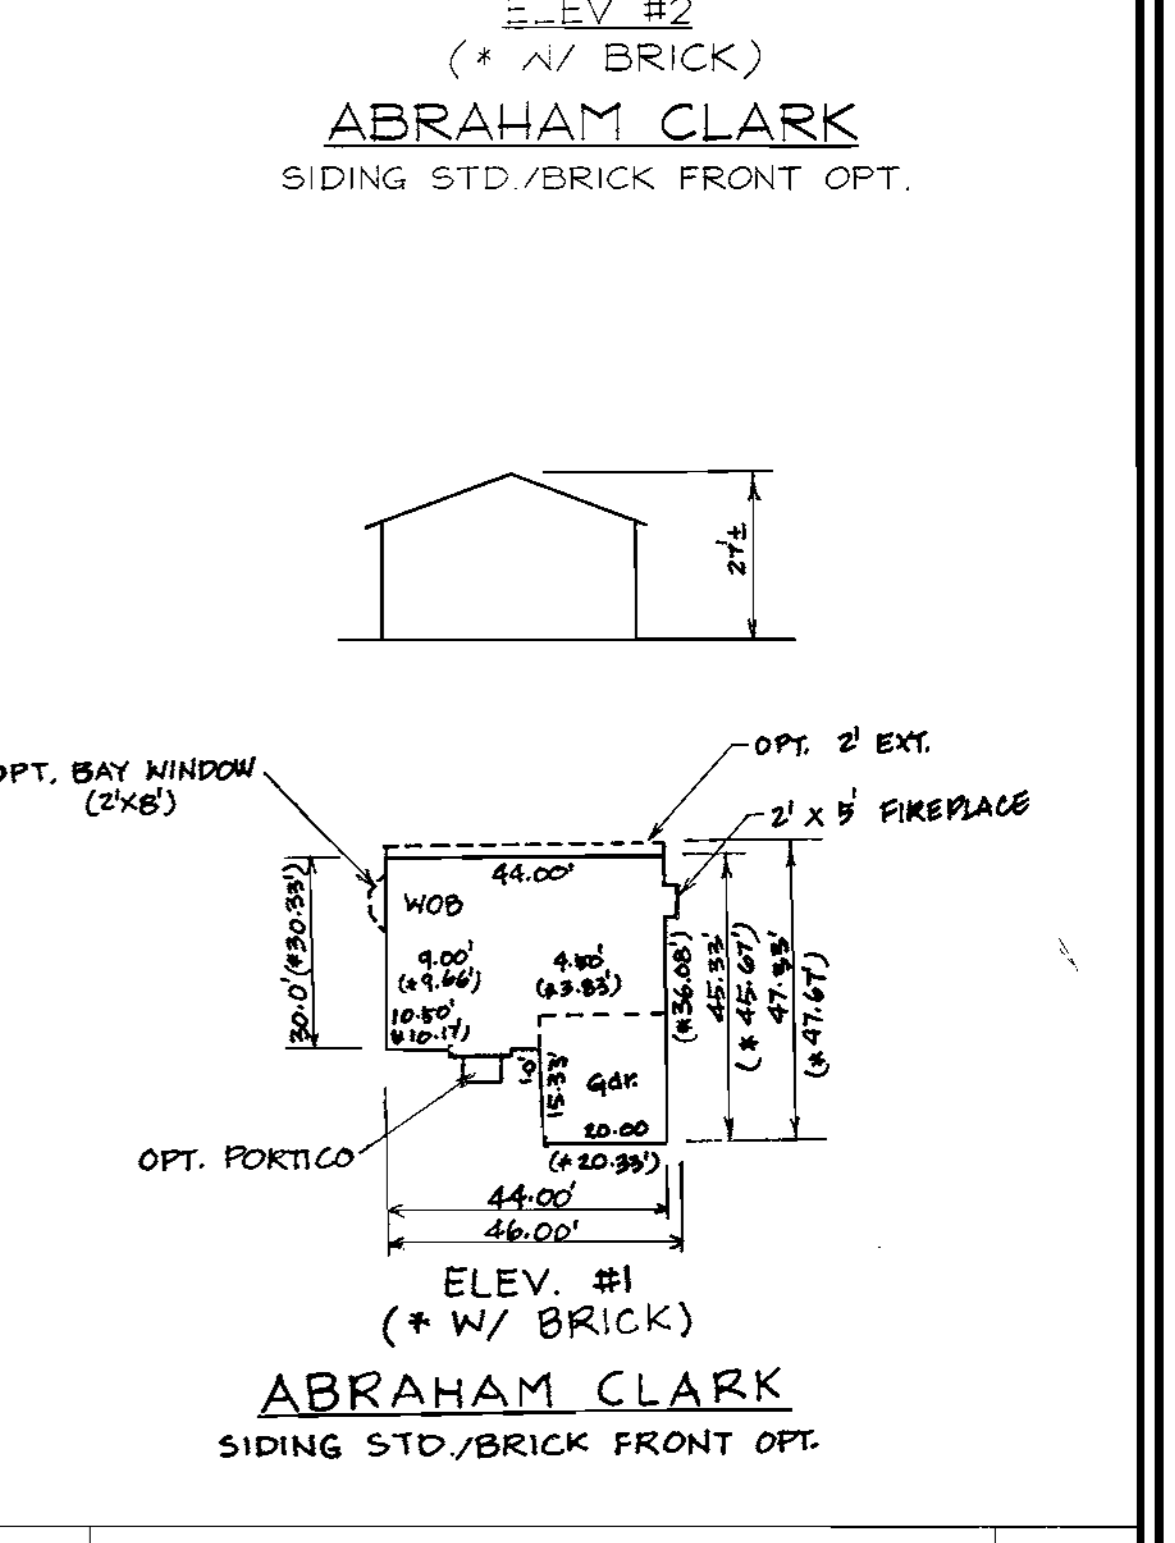 ELEV #2
(* W/ BRICK)
ABRAHAM CLARK
SIDING STD./BRICK FRONT OPT.
27'±
OPT. 2' EXT.
OPT. BAY WINDOW
(2'X8')
2' X 5' FIREPLACE
44.00'
WOB
30.0'(*30.33')
9.00'
(*9.66')
4.50'
(*3.83')
10.50'
*10.17')
(*36.08')
45.33'
(*45.67')
47.33'
(*47.67')
1.0'
15.33'
Gar.
20.00
(*20.33')
OPT. PORTICO
44.00'
46.00'
ELEV. #1
(* W/ BRICK)
ABRAHAM CLARK
SIDING STD./BRICK FRONT OPT.